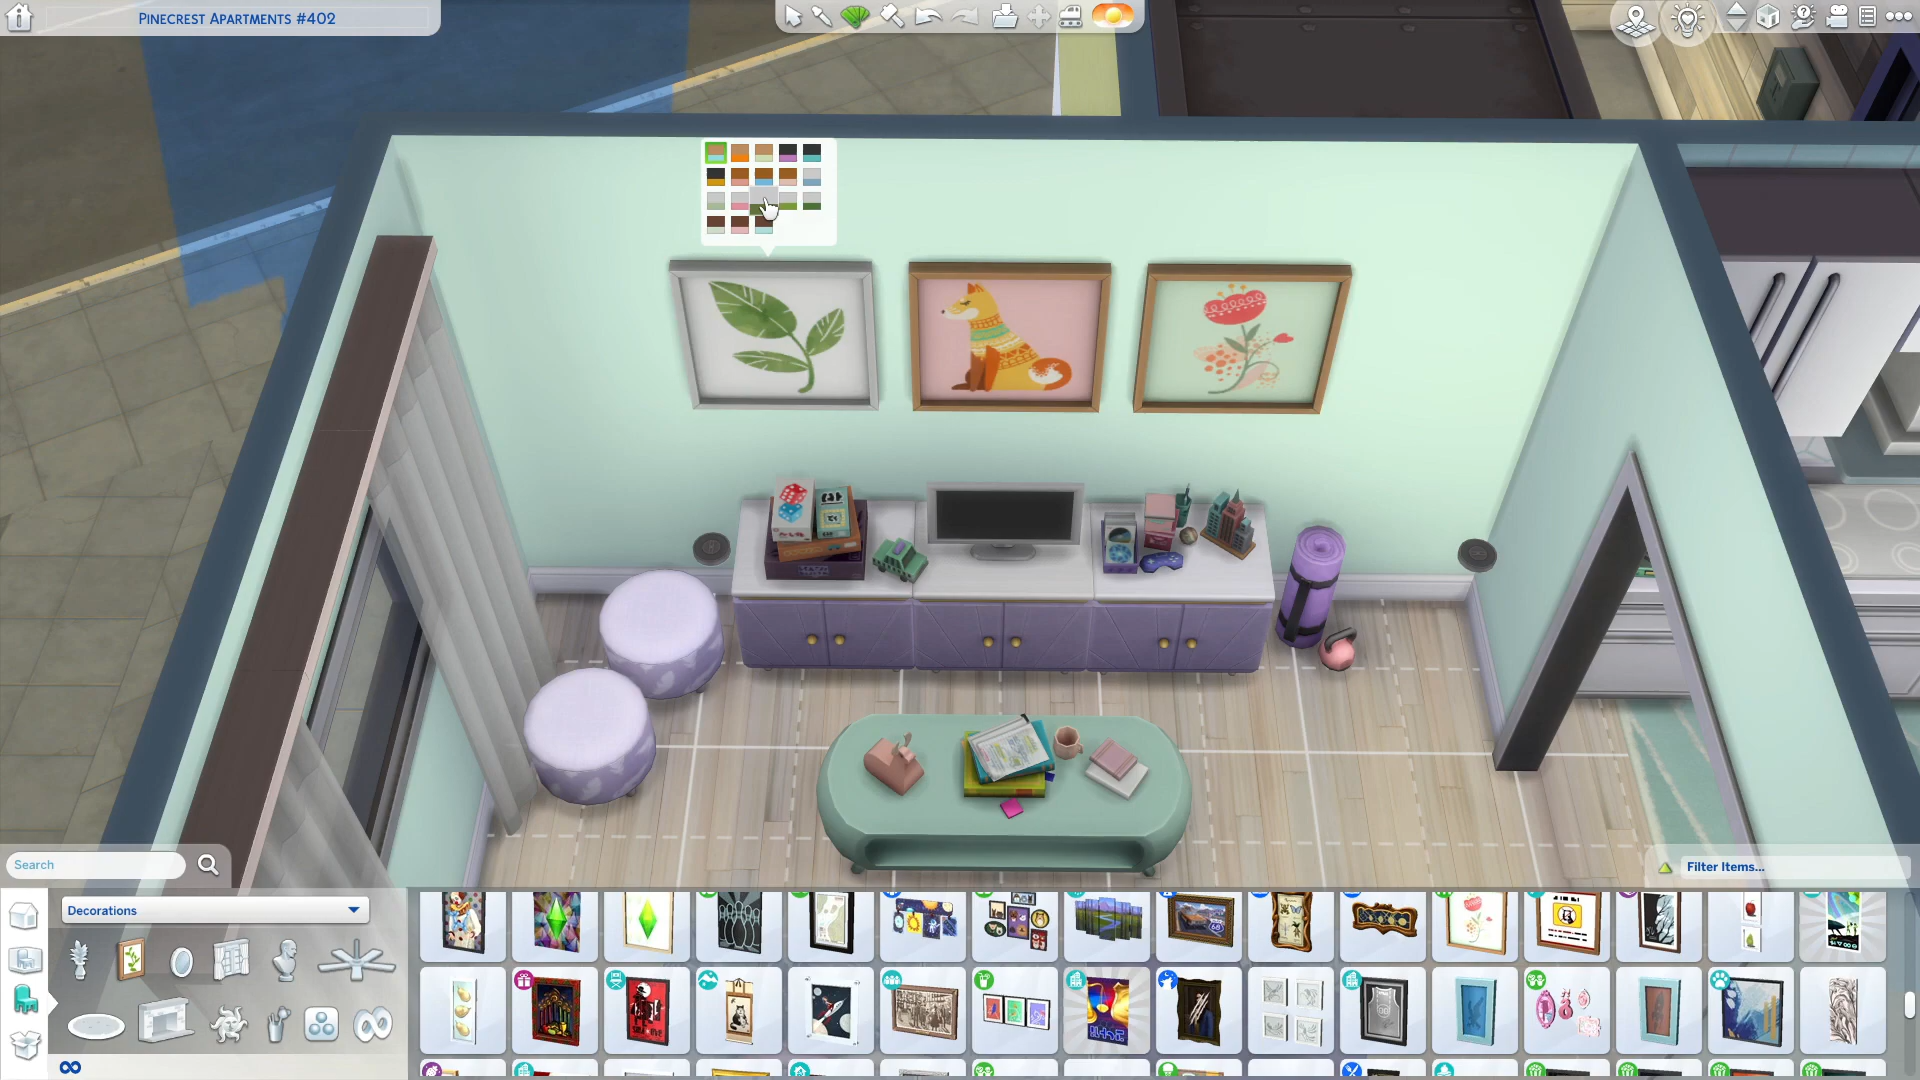 Pinecrest Apartments #402
Search
Filter Items...
Decorations